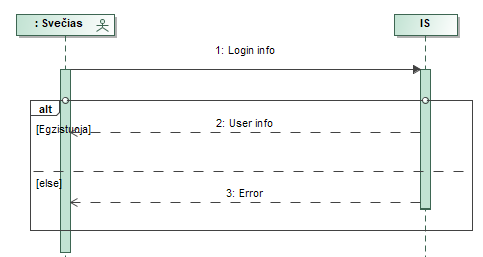 : Svečias
IS
1: Login info
alt
[Egzistuoja]
2: User info
[else]
3: Error